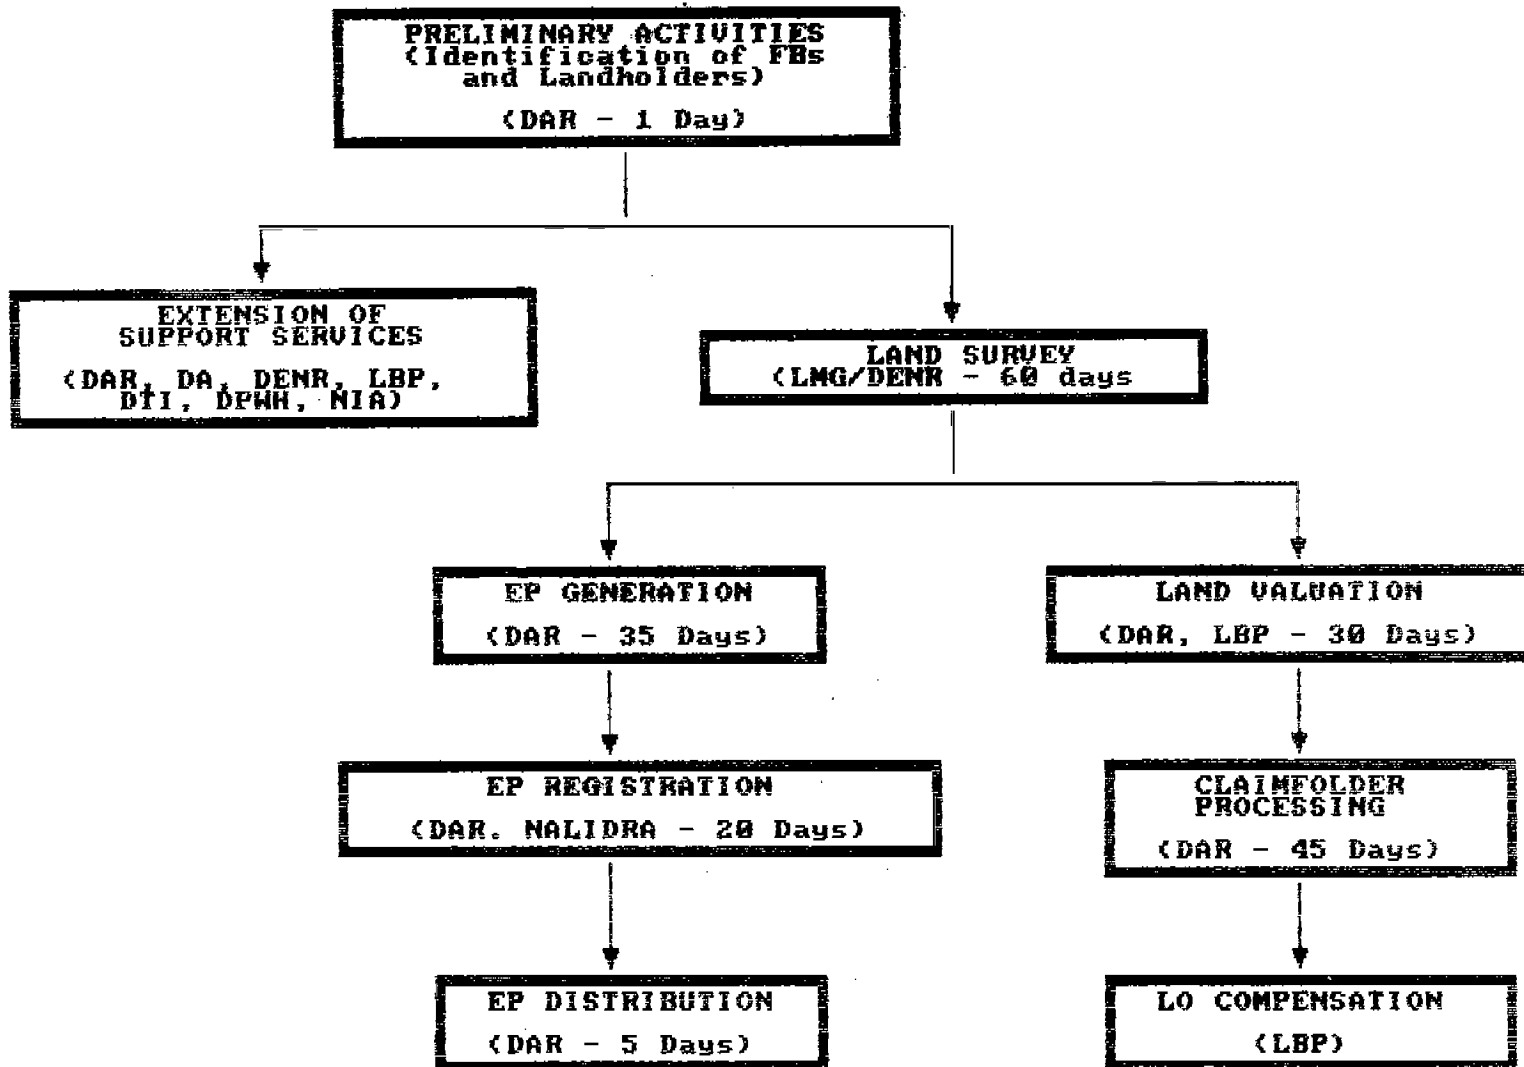 PRELIMINARY ACTIVITIES
(Identification of FBs
and Landholders)
(DAR - 1 Day)
EXTENSION OF
SUPPORT SERVICES
(DAR, DA, DENR, LBP,
DTI, DPWH, NIA)
LAND SURVEY
(LMG/DENR - 60 days
EP GENERATION
(DAR - 35 Days)
LAND VALUATION
(DAR, LBP - 30 Days)
EP REGISTRATION
(DAR. NALIDRA - 20 Days)
CLAIMFOLDER
PROCESSING
(DAR - 45 Days)
EP DISTRIBUTION
(DAR - 5 Days)
LO COMPENSATION
(LBP)